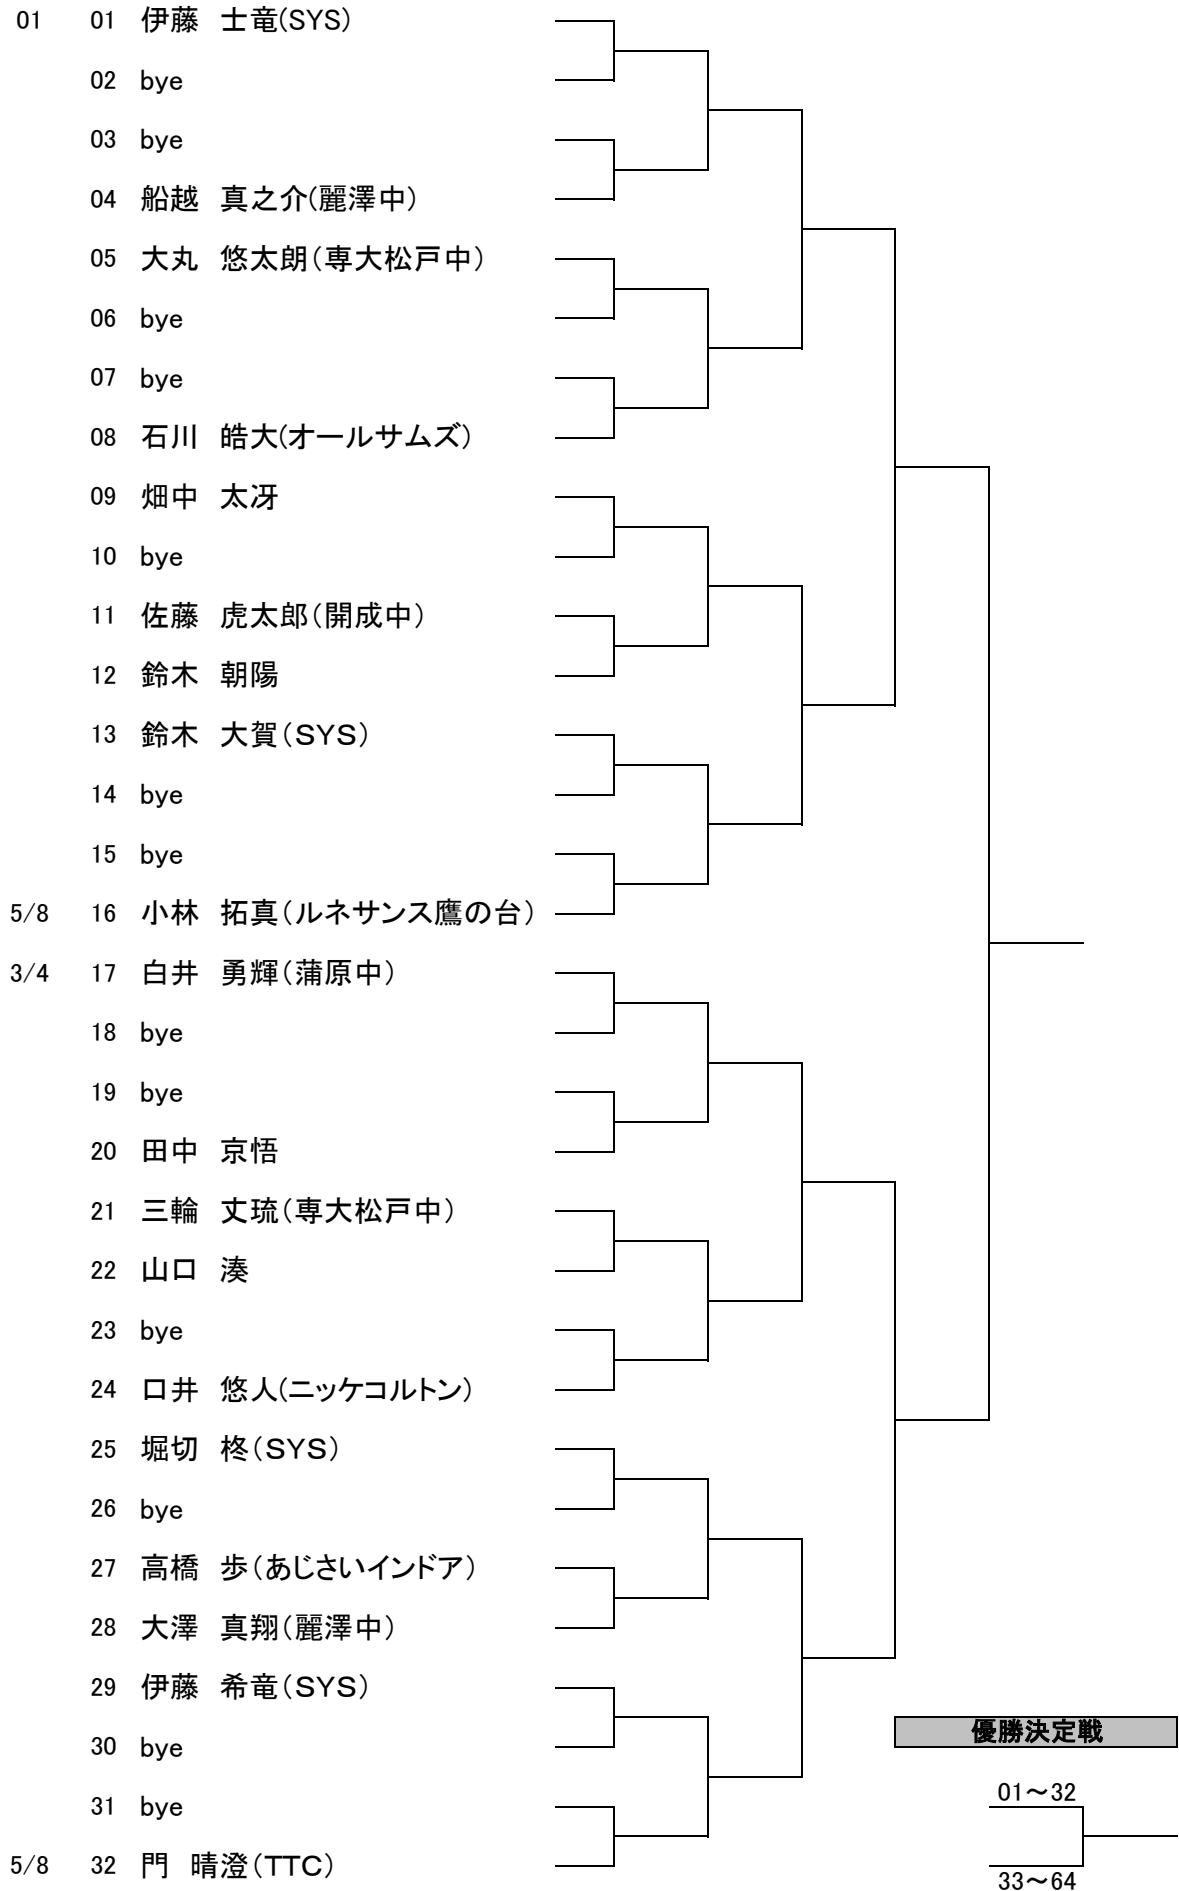 01 01 伊藤 士竜(SYS)
02 bye
03 bye
04 船越 真之介(麗澤中)
05 大丸 悠太朗(専大松戸中)
06 bye
07 bye
08 石川 皓大(オールサムズ)
09 畑中 太冴
10 bye
11 佐藤 虎太郎(開成中)
12 鈴木 朝陽
13 鈴木 大賀(SYS)
14 bye
15 bye
5/8 16 小林 拓真(ルネサンス鷹の台)
3/4 17 白井 勇輝(蒲原中)
18 bye
19 bye
20 田中 京悟
21 三輪 丈琉(専大松戸中)
22 山口 湊
23 bye
24 口井 悠人(ニッケコルトン)
25 堀切 柊(SYS)
26 bye
27 高橋 歩(あじさいインドア)
28 大澤 真翔(麗澤中)
29 伊藤 希竜(SYS)
30 bye
31 bye
5/8 32 門 晴澄(TTC)
優勝決定戦
01～32
33～64